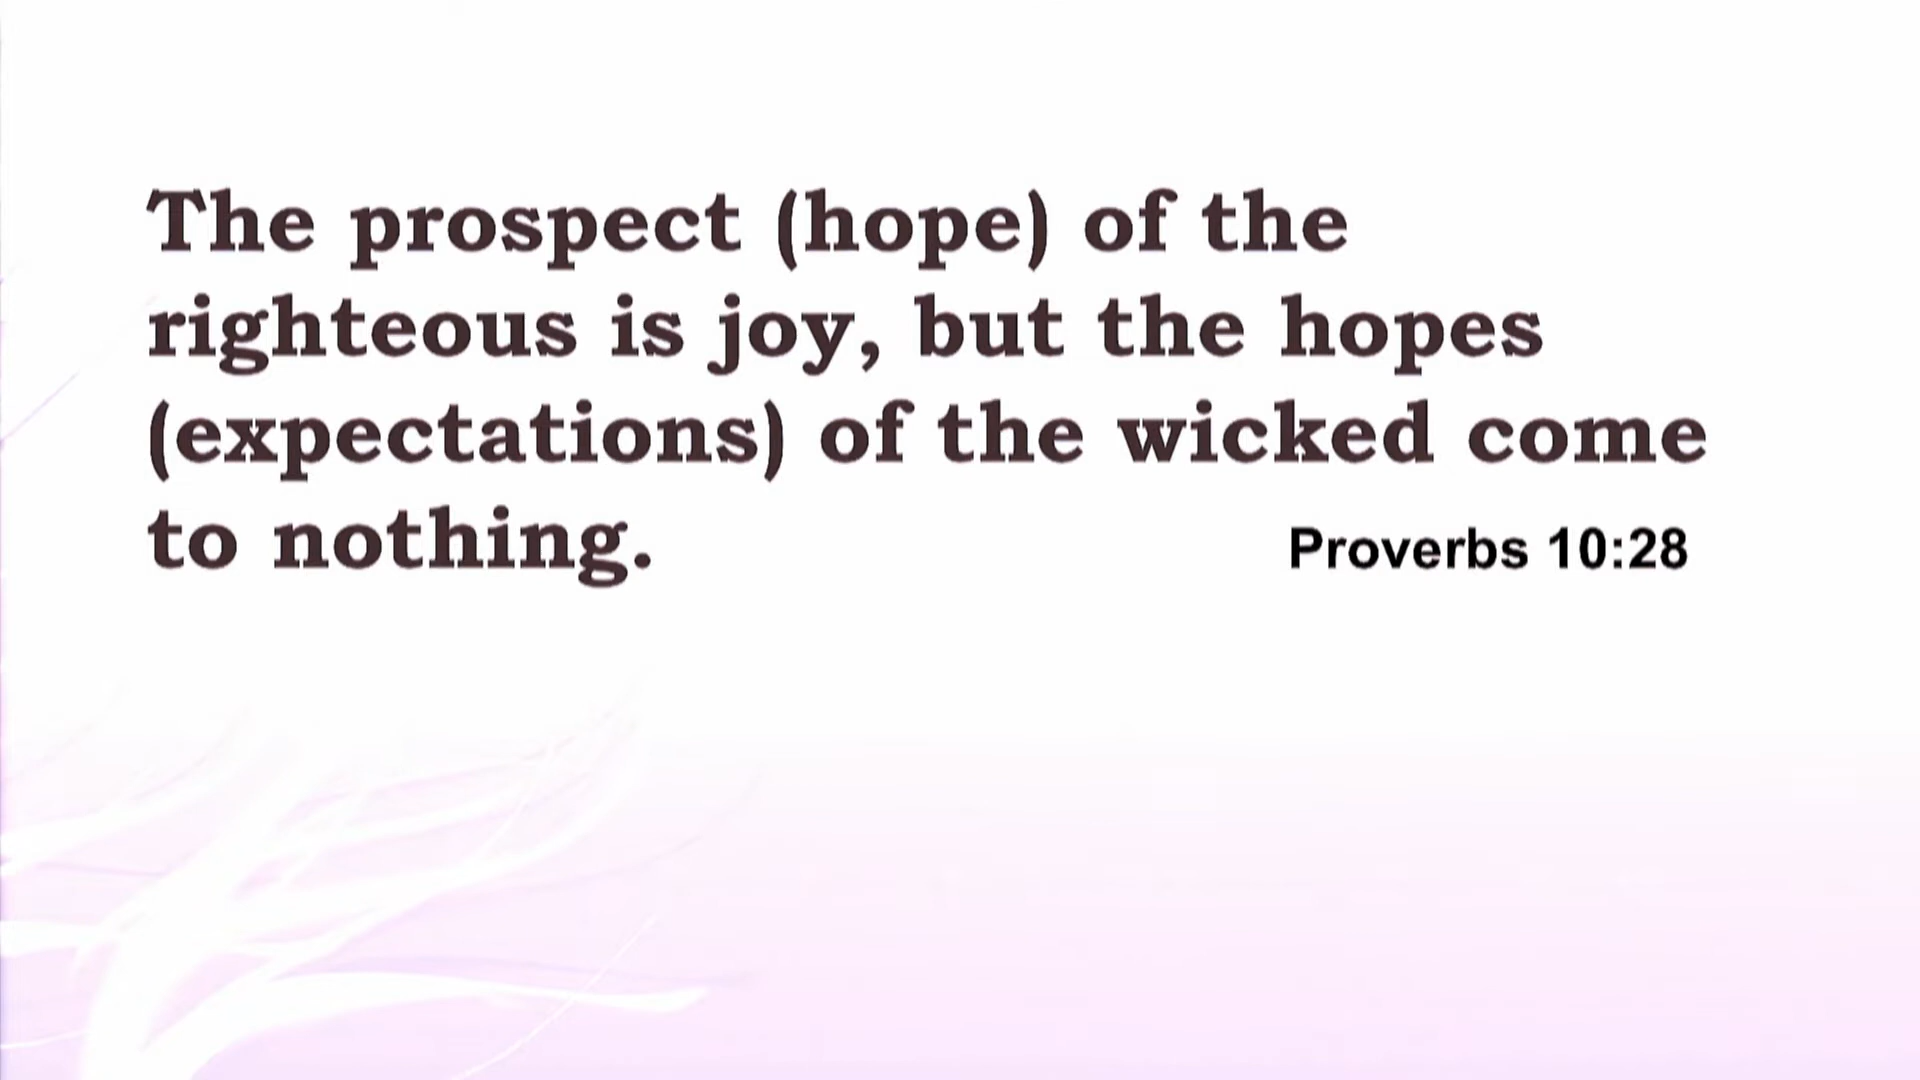 The prospect (hope) of the
righteous is joy, but the hopes
(expectations) of the wicked come
to nothing.
Proverbs 10:28